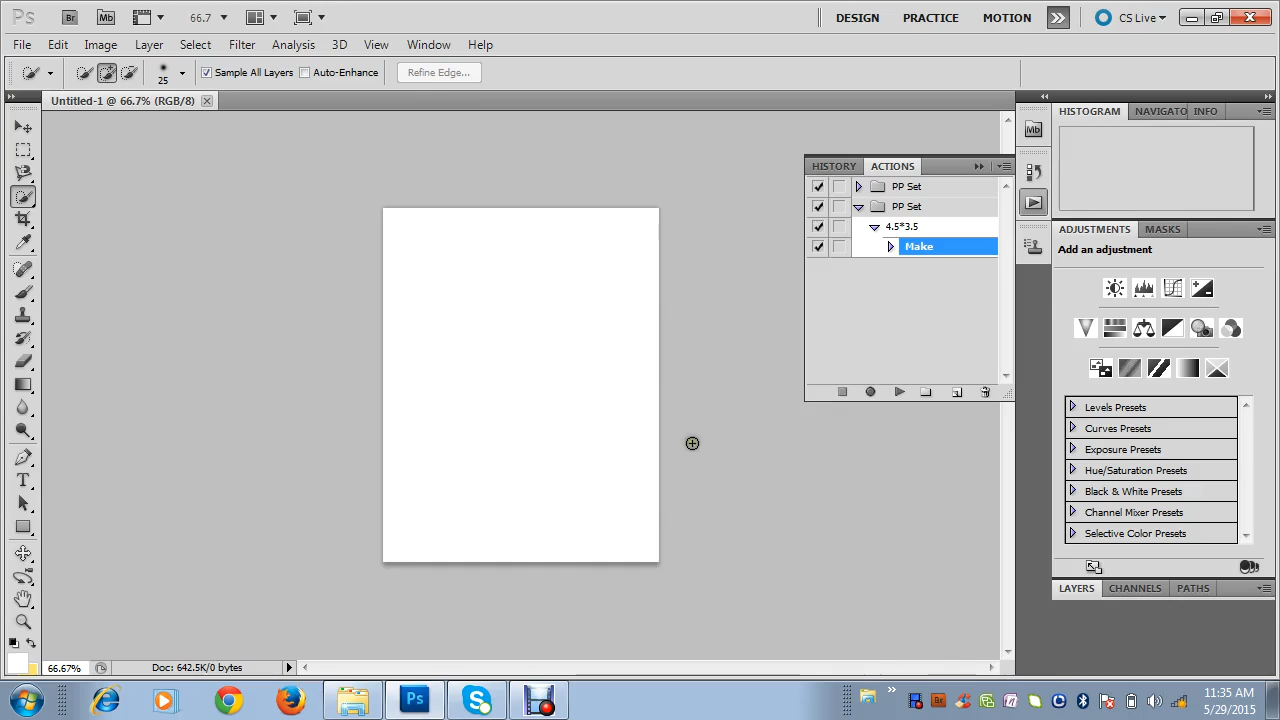 Ps Br Mb 66.7 DESIGN PRACTICE MOTION CS Live
File Edit Image Layer Select Filter Analysis 3D View Window Help
25 Sample All Layers Auto-Enhance Refine Edge...
Untitled-1 @ 66.7% (RGB/8)
HISTOGRAM NAVIGATO INFO
Mb
HISTORY ACTIONS
PP Set
PP Set
4.5*3.5
Make
ADJUSTMENTS MASKS
Add an adjustment
Levels Presets
Curves Presets
Exposure Presets
Hue/Saturation Presets
Black & White Presets
Channel Mixer Presets
Selective Color Presets
LAYERS CHANNELS PATHS
66.67% Doc: 642.5K/0 bytes
Ps Br
11:35 AM
5/29/2015